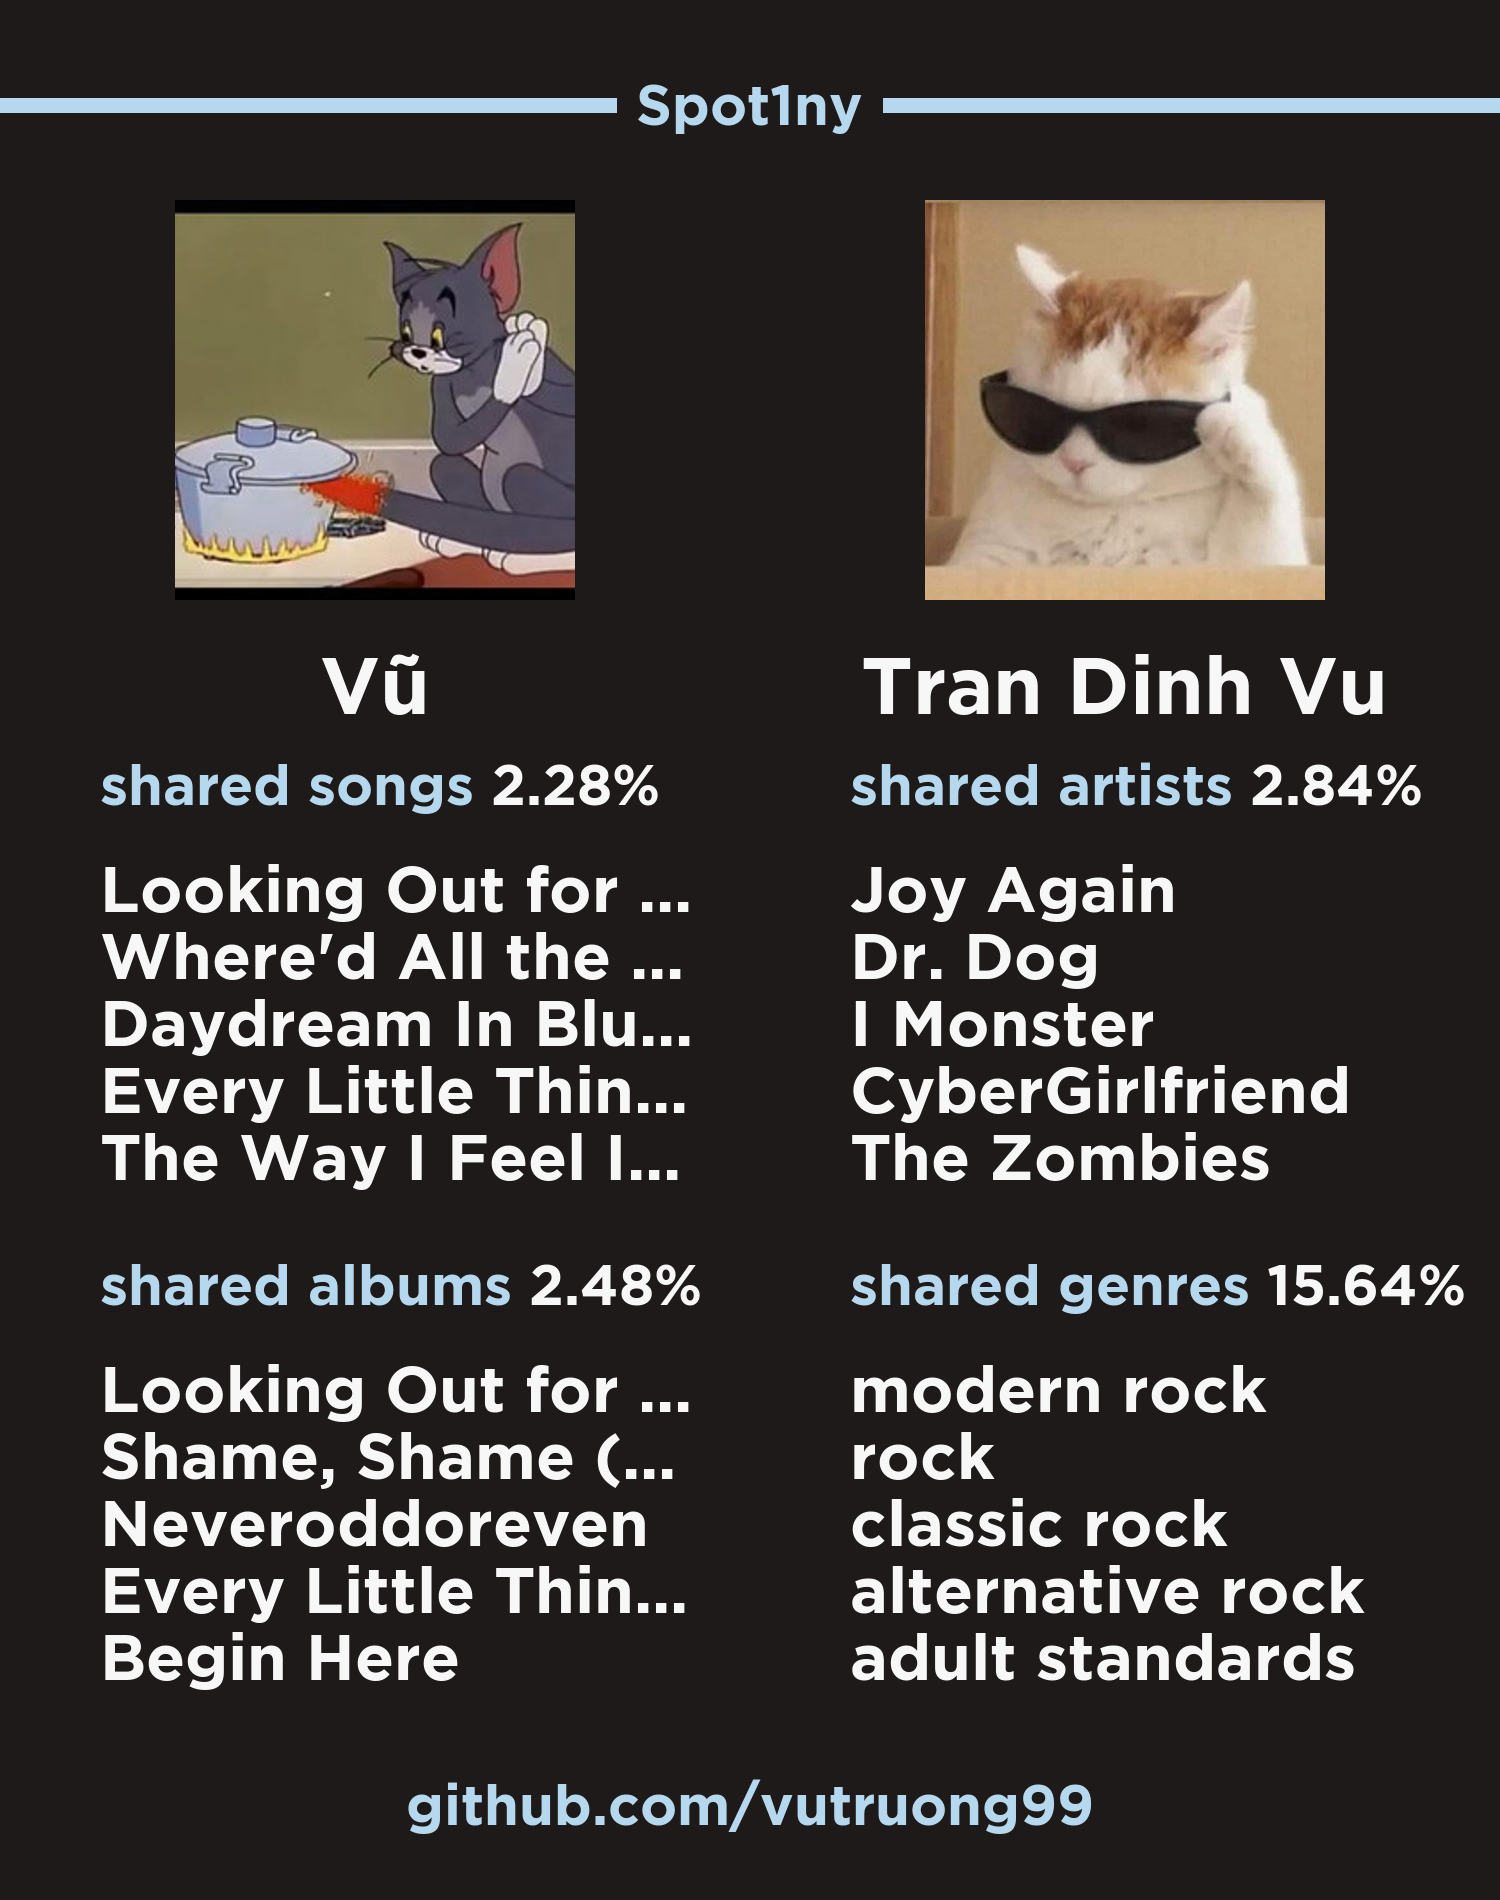 Spot1ny
Vũ
Tran Dinh Vu
shared songs 2.28%
Looking Out for ...
Where'd All the ...
Daydream In Blu...
Every Little Thin...
The Way I Feel I...
shared artists 2.84%
Joy Again
Dr. Dog
I Monster
CyberGirlfriend
The Zombies
shared albums 2.48%
Looking Out for ...
Shame, Shame (...
Neveroddoreven
Every Little Thin...
Begin Here
shared genres 15.64%
modern rock
rock
classic rock
alternative rock
adult standards
github.com/vutruong99